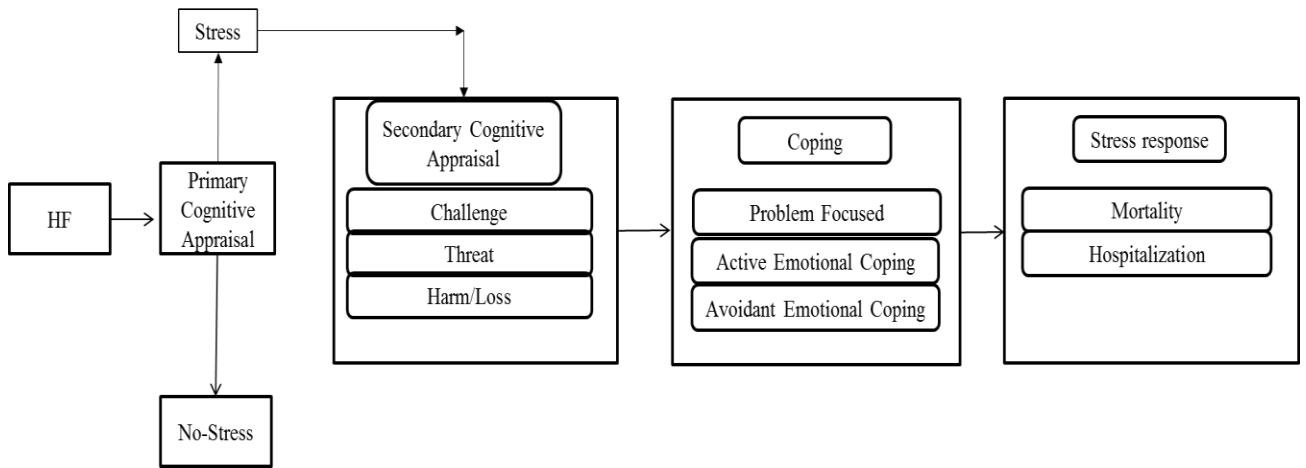 Stress
HF
Primary
Cognitive
Appraisal
No-Stress
Secondary Cognitive
Appraisal
Challenge
Threat
Harm/Loss
Coping
Problem Focused
Active Emotional Coping
Avoidant Emotional Coping
Stress response
Mortality
Hospitalization